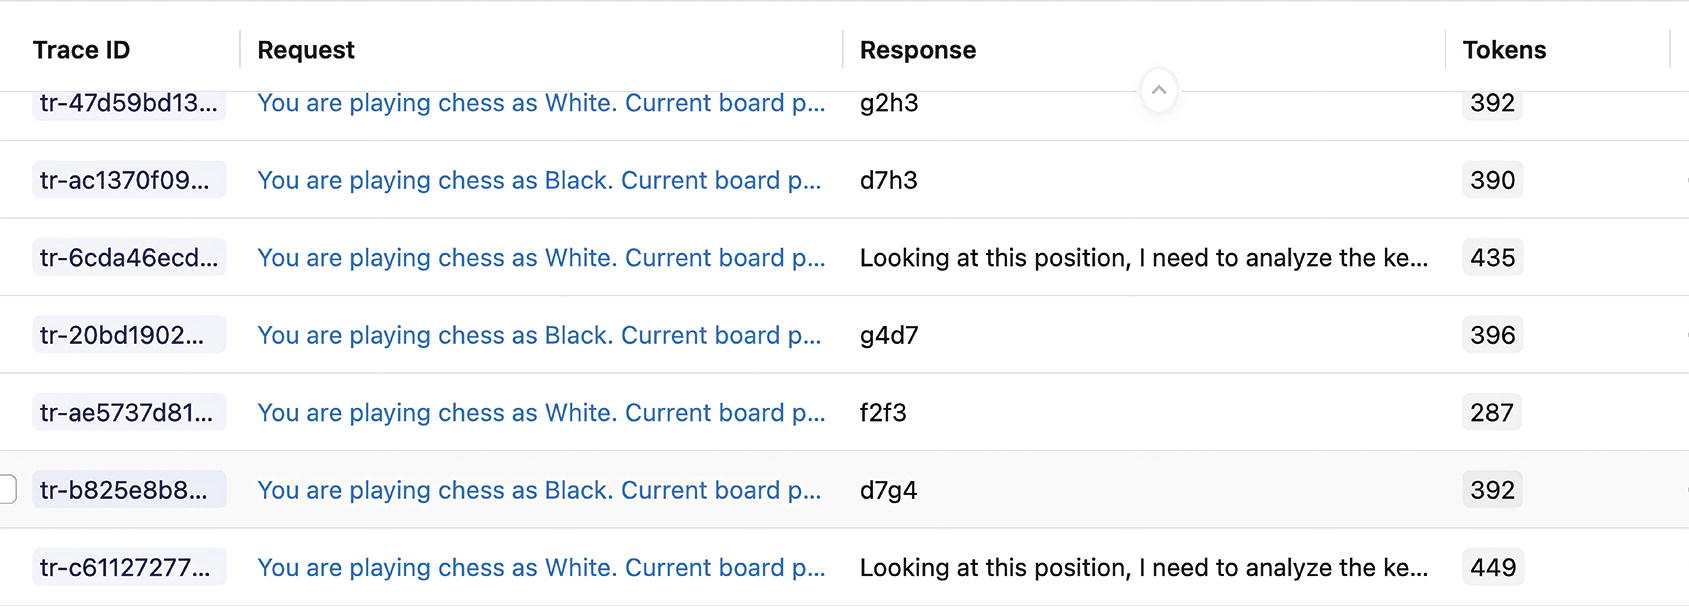 Trace ID Request Response Tokens
tr-47d59bd13... You are playing chess as White. Current board p... g2h3 392
tr-ac1370f09... You are playing chess as Black. Current board p... d7h3 390
tr-6cda46ecd... You are playing chess as White. Current board p... Looking at this position, I need to analyze the ke... 435
tr-20bd1902... You are playing chess as Black. Current board p... g4d7 396
tr-ae5737d81... You are playing chess as White. Current board p... f2f3 287
tr-b825e8b8... You are playing chess as Black. Current board p... d7g4 392
tr-c61127277... You are playing chess as White. Current board p... Looking at this position, I need to analyze the ke... 449